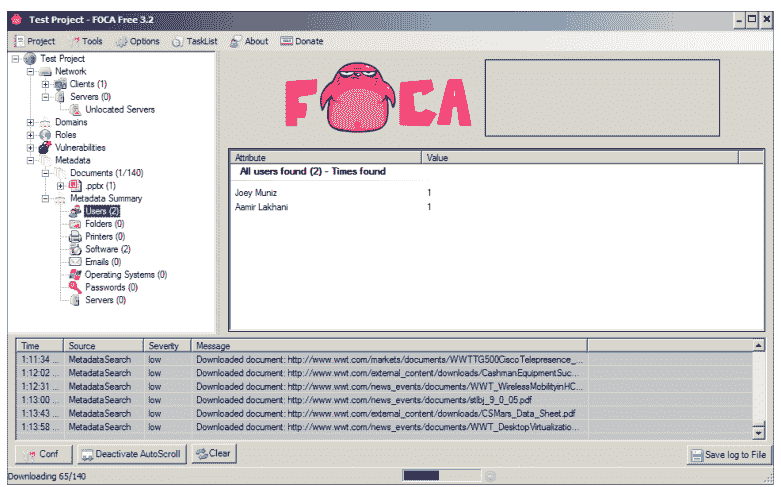 Test Project - FOCA Free 3.2
Project Tools Options TaskList About Donate
Test Project
Network
Clients (1)
Servers (0)
Unlocated Servers
Domains
Roles
Vulnerabilities
Metadata
Documents (1/140)
.pptx (1)
Metadata Summary
Users (2)
Folders (0)
Printers (0)
Software (2)
Emails (0)
Operating Systems (0)
Passwords (0)
Servers (0)
FOCA
Attribute Value
All users found (2) - Times found
Joey Muniz 1
Aamir Lakhani 1
Time Source Severity Message
1:11:34 ... MetadataSearch low Downloaded document: http://www.wwt.com/markets/documents/WWTTG500CiscoTelepresence_...
1:12:02 ... MetadataSearch low Downloaded document: http://www.wwt.com/external_content/downloads/CashmanEquipmentSuc...
1:12:31 ... MetadataSearch low Downloaded document: http://www.wwt.com/news_events/documents/WWT_WirelessMobilityinHC...
1:13:00 ... MetadataSearch low Downloaded document: http://www.wwt.com/news_events/documents/stlbj_9_0_05.pdf
1:13:43 ... MetadataSearch low Downloaded document: http://www.wwt.com/external_content/downloads/CSMars_Data_Sheet.pdf
1:13:58 ... MetadataSearch low Downloaded document: http://www.wwt.com/news_events/documents/WWT_DesktopVirtualizatio...
Conf Deactivate AutoScroll Clear Save log to File
Downloading 65/140